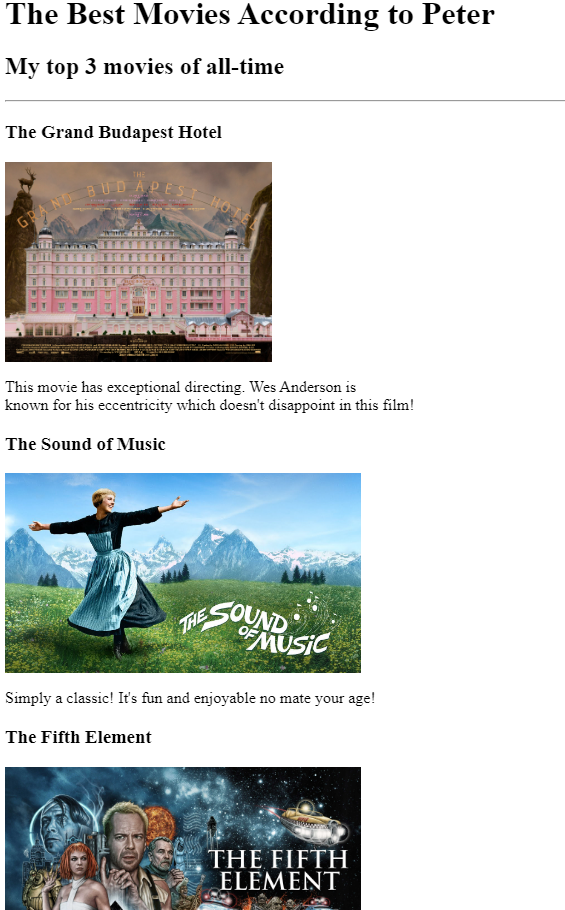 The Best Movies According to Peter
My top 3 movies of all-time
The Grand Budapest Hotel
THE
GRAND BUDAPEST HOTEL
This movie has exceptional directing. Wes Anderson is
known for his eccentricity which doesn't disappoint in this film!
The Sound of Music
THE SOUND
OF MUSIC
Simply a classic! It's fun and enjoyable no mate your age!
The Fifth Element
THE FIFTH
ELEMENT